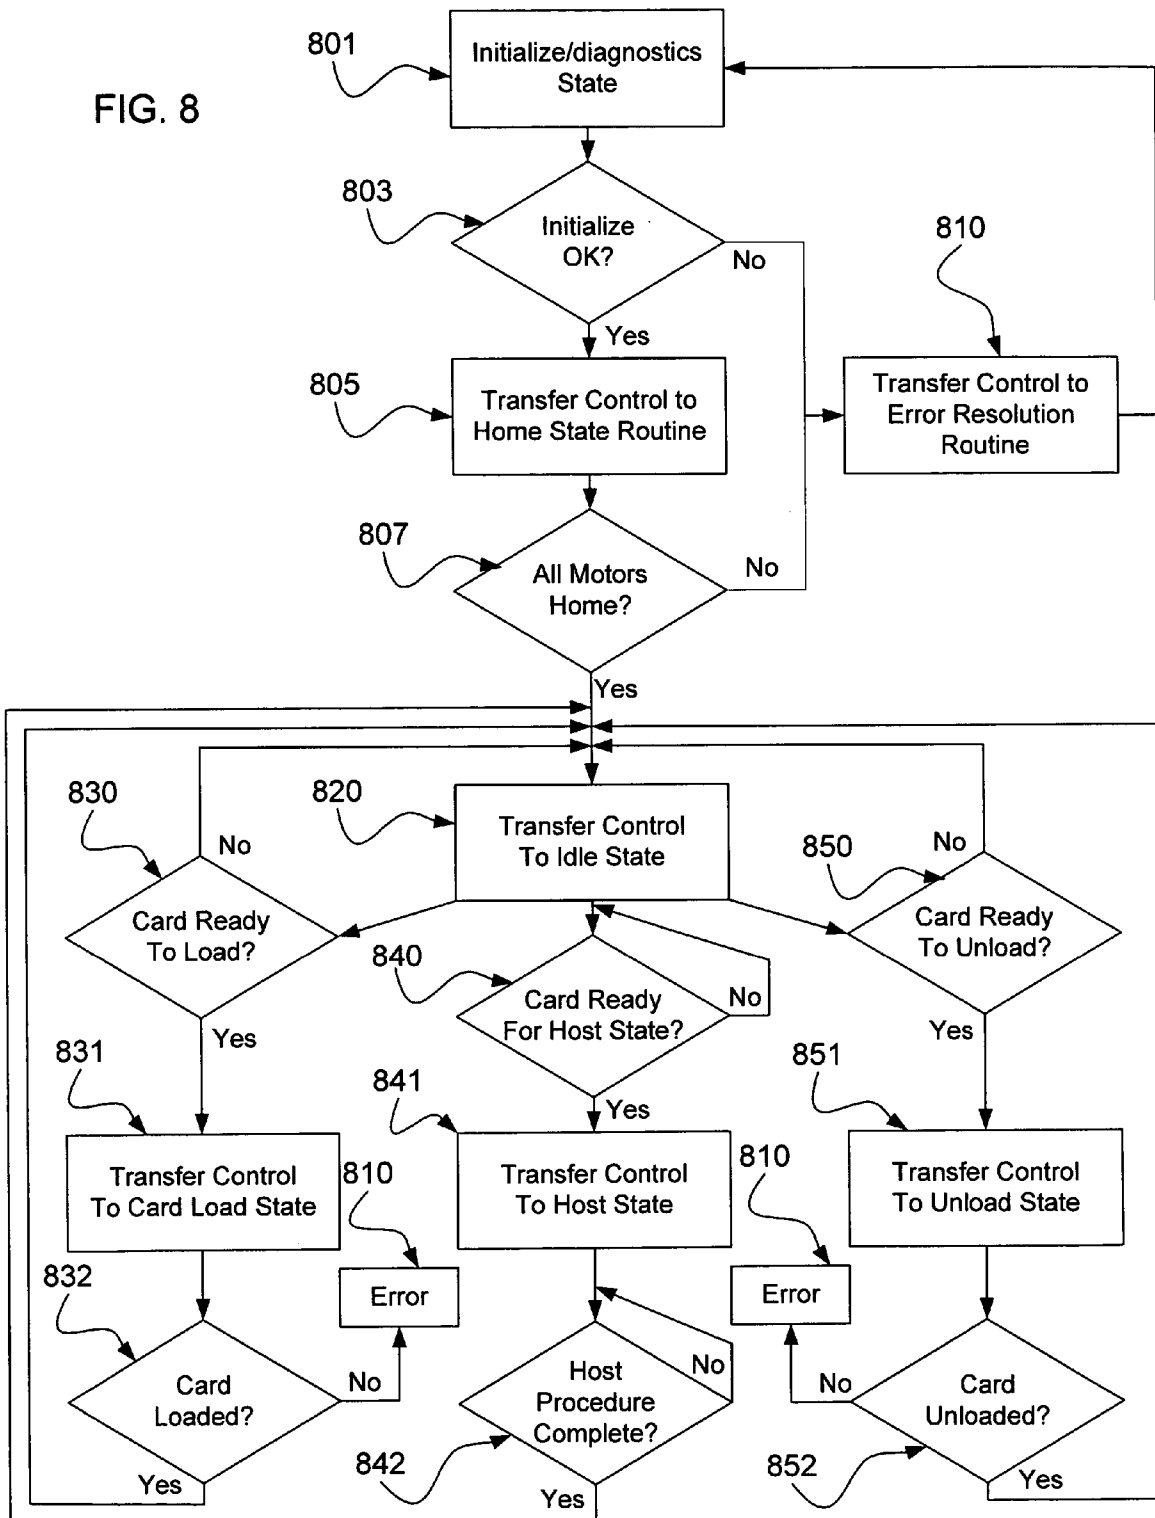 801
Initialize/diagnostics
State
FIG. 8
803
Initialize
OK?
No
810
Yes
805
Transfer Control to
Home State Routine
Transfer Control to
Error Resolution
Routine
807
All Motors
Home?
No
Yes
830
820
Transfer Control
To Idle State
No
850
No
Card Ready
To Load?
840
Card Ready
For Host State?
No
Card Ready
To Unload?
Yes
Yes
Yes
831
841
851
Transfer Control
To Card Load State
810
Transfer Control
To Host State
810
Transfer Control
To Unload State
832
Error
Error
Card
Loaded?
No
Host
Procedure
Complete?
No
No
Card
Unloaded?
Yes
842
Yes
852
Yes